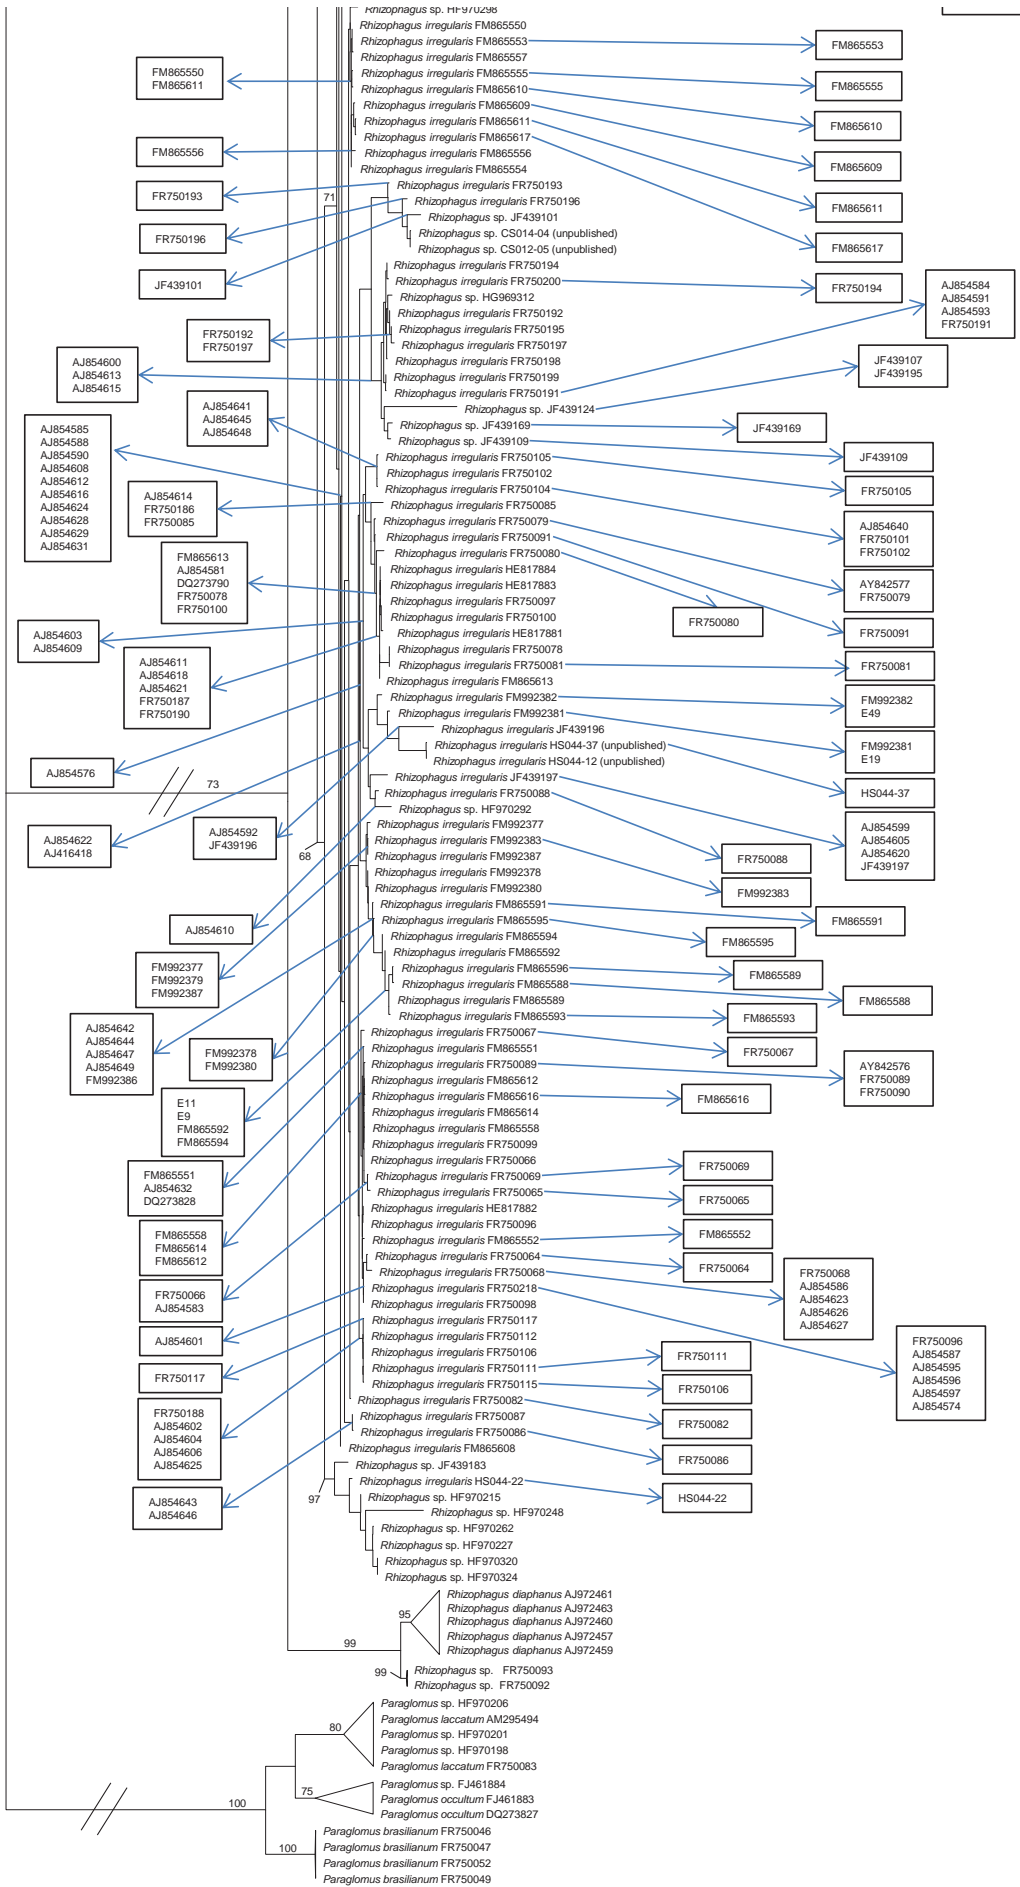 Rhizophagus sp. HF970298
Rhizophagus irregularis FM865550
Rhizophagus irregularis FM865553
Rhizophagus irregularis FM865557
Rhizophagus irregularis FM865555
Rhizophagus irregularis FM865610
Rhizophagus irregularis FM865609
Rhizophagus irregularis FM865611
Rhizophagus irregularis FM865617
Rhizophagus irregularis FM865556
Rhizophagus irregularis FM865554
Rhizophagus irregularis FR750193
Rhizophagus irregularis FR750196
Rhizophagus sp. JF439101
Rhizophagus sp. CS014-04 (unpublished)
Rhizophagus sp. CS012-05 (unpublished)
Rhizophagus irregularis FR750194
Rhizophagus irregularis FR750200
Rhizophagus sp. HG969312
Rhizophagus irregularis FR750192
Rhizophagus irregularis FR750195
Rhizophagus irregularis FR750197
Rhizophagus irregularis FR750198
Rhizophagus irregularis FR750199
Rhizophagus irregularis FR750191
Rhizophagus sp. JF439124
Rhizophagus sp. JF439169
Rhizophagus sp. JF439109
Rhizophagus irregularis FR750105
Rhizophagus irregularis FR750102
Rhizophagus irregularis FR750104
Rhizophagus irregularis FR750085
Rhizophagus irregularis FR750079
Rhizophagus irregularis FR750091
Rhizophagus irregularis FR750080
Rhizophagus irregularis HE817884
Rhizophagus irregularis HE817883
Rhizophagus irregularis FR750097
Rhizophagus irregularis FR750100
Rhizophagus irregularis HE817881
Rhizophagus irregularis FR750078
Rhizophagus irregularis FR750081
Rhizophagus irregularis FM865613
Rhizophagus irregularis FM992382
Rhizophagus irregularis FM992381
Rhizophagus irregularis JF439196
Rhizophagus irregularis HS044-37 (unpublished)
Rhizophagus irregularis HS044-12 (unpublished)
Rhizophagus irregularis JF439197
Rhizophagus irregularis FR750088
Rhizophagus sp. HF970292
Rhizophagus irregularis FM992377
Rhizophagus irregularis FM992383
Rhizophagus irregularis FM992387
Rhizophagus irregularis FM992378
Rhizophagus irregularis FM992380
Rhizophagus irregularis FM865591
Rhizophagus irregularis FM865595
Rhizophagus irregularis FM865594
Rhizophagus irregularis FM865592
Rhizophagus irregularis FM865596
Rhizophagus irregularis FM865588
Rhizophagus irregularis FM865589
Rhizophagus irregularis FM865593
Rhizophagus irregularis FR750067
Rhizophagus irregularis FM865551
Rhizophagus irregularis FR750089
Rhizophagus irregularis FM865612
Rhizophagus irregularis FM865616
Rhizophagus irregularis FM865614
Rhizophagus irregularis FM865558
Rhizophagus irregularis FR750099
Rhizophagus irregularis FR750066
Rhizophagus irregularis FR750069
Rhizophagus irregularis FR750065
Rhizophagus irregularis HE817882
Rhizophagus irregularis FR750096
Rhizophagus irregularis FM865552
Rhizophagus irregularis FR750064
Rhizophagus irregularis FR750068
Rhizophagus irregularis FR750218
Rhizophagus irregularis FR750098
Rhizophagus irregularis FR750117
Rhizophagus irregularis FR750112
Rhizophagus irregularis FR750106
Rhizophagus irregularis FR750111
Rhizophagus irregularis FR750115
Rhizophagus irregularis FR750082
Rhizophagus irregularis FR750087
Rhizophagus irregularis FR750086
Rhizophagus irregularis FM865608
Rhizophagus sp. JF439183
Rhizophagus irregularis HS044-22
Rhizophagus sp. HF970215
Rhizophagus sp. HF970248
Rhizophagus sp. HF970262
Rhizophagus sp. HF970227
Rhizophagus sp. HF970320
Rhizophagus sp. HF970324
Rhizophagus diaphanus AJ972461
Rhizophagus diaphanus AJ972463
Rhizophagus diaphanus AJ972460
Rhizophagus diaphanus AJ972457
Rhizophagus diaphanus AJ972459
Rhizophagus sp. FR750093
Rhizophagus sp. FR750092
Paraglomus sp. HF970206
Paraglomus laccatum AM295494
Paraglomus sp. HF970201
Paraglomus sp. HF970198
Paraglomus laccatum FR750083
Paraglomus sp. FJ461884
Paraglomus occultum FJ461883
Paraglomus occultum DQ273827
Paraglomus brasilianum FR750046
Paraglomus brasilianum FR750047
Paraglomus brasilianum FR750052
Paraglomus brasilianum FR750049
71
73
68
97
95
99
99
80
75
100
100
FM865550
FM865611
FM865556
FR750193
FR750196
JF439101
FR750192
FR750197
AJ854600
AJ854613
AJ854615
AJ854641
AJ854645
AJ854648
AJ854585
AJ854588
AJ854590
AJ854608
AJ854612
AJ854616
AJ854624
AJ854628
AJ854629
AJ854631
AJ854614
FR750186
FR750085
FM865613
AJ854581
DQ273790
FR750078
FR750100
AJ854603
AJ854609
AJ854611
AJ854618
AJ854621
FR750187
FR750190
AJ854576
AJ854622
AJ416418
AJ854592
JF439196
AJ854610
FM992377
FM992379
FM992387
AJ854642
AJ854644
AJ854647
AJ854649
FM992386
FM992378
FM992380
E11
E9
FM865592
FM865594
FM865551
AJ854632
DQ273828
FM865558
FM865614
FM865612
FR750066
AJ854583
AJ854601
FR750117
FR750188
AJ854602
AJ854604
AJ854606
AJ854625
AJ854643
AJ854646
FM865553
FM865555
FM865610
FM865609
FM865611
FM865617
FR750194
AJ854584
AJ854591
AJ854593
FR750191
JF439107
JF439195
JF439169
JF439109
FR750105
AJ854640
FR750101
FR750102
AY842577
FR750079
FR750080
FR750091
FR750081
FM992382
E49
FM992381
E19
HS044-37
AJ854599
AJ854605
AJ854620
JF439197
FR750088
FM992383
FM865591
FM865595
FM865589
FM865588
FM865593
FR750067
AY842576
FR750089
FR750090
FM865616
FR750069
FR750065
FM865552
FR750064
FR750068
AJ854586
AJ854623
AJ854626
AJ854627
FR750096
AJ854587
AJ854595
AJ854596
AJ854597
AJ854574
FR750111
FR750106
FR750082
FR750086
HS044-22